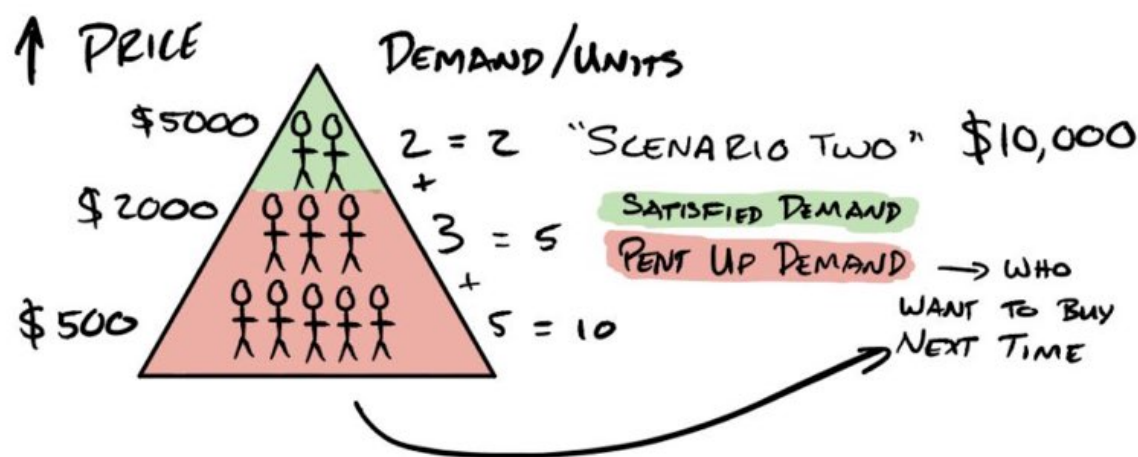 ↑ PRICE
DEMAND/UNITS
$5000
2 = 2
"SCENARIO TWO" $10,000
+
$2000
3 = 5
SATISFIED DEMAND
PENT UP DEMAND → WHO
WANT TO BUY
NEXT TIME
+
$500
5 = 10